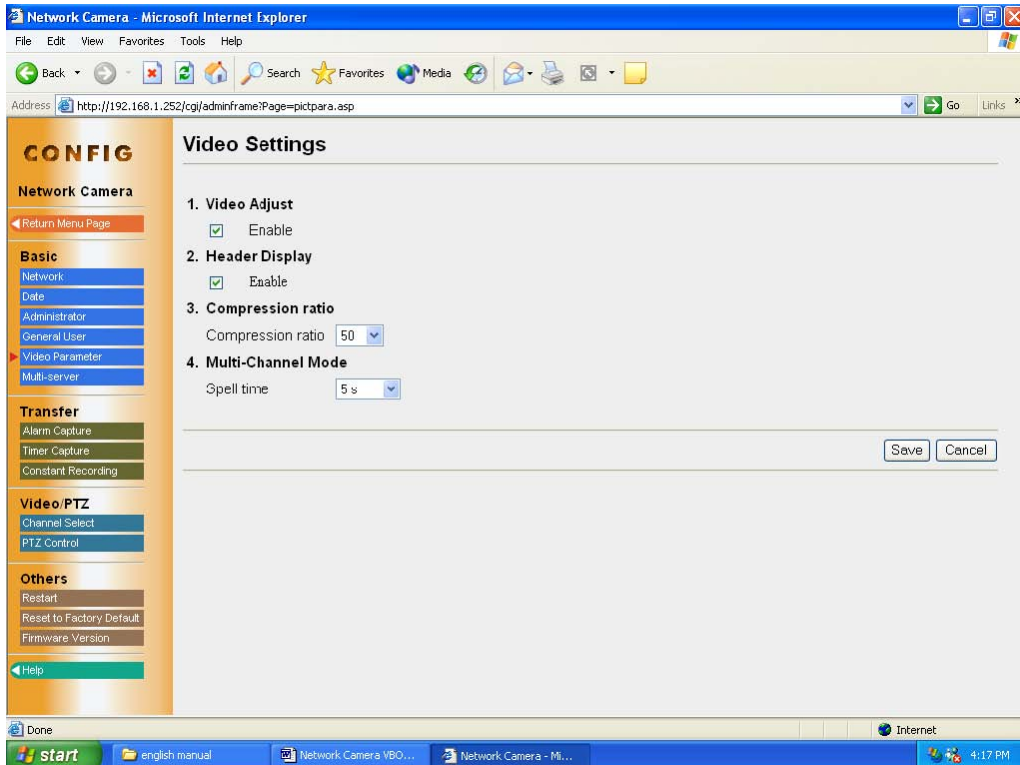 Network Camera - Microsoft Internet Explorer
File Edit View Favorites Tools Help
Back Search Favorites Media
Address http://192.168.1.252/cgi/adminframe?Page=pictpara.asp Go Links »
CONFIG
Network Camera
Return Menu Page
Basic
Network
Date
Administrator
General User
Video Parameter
Multi-server
Transfer
Alarm Capture
Timer Capture
Constant Recording
Video/PTZ
Channel Select
PTZ Control
Others
Restart
Reset to Factory Default
Firmware Version
Help
Video Settings
1. Video Adjust
Enable
2. Header Display
Enable
3. Compression ratio
Compression ratio 50
4. Multi-Channel Mode
Spell time 5 s
Save Cancel
Done Internet
start english manual Network Camera VBO... Network Camera - Mi... 4:17 PM